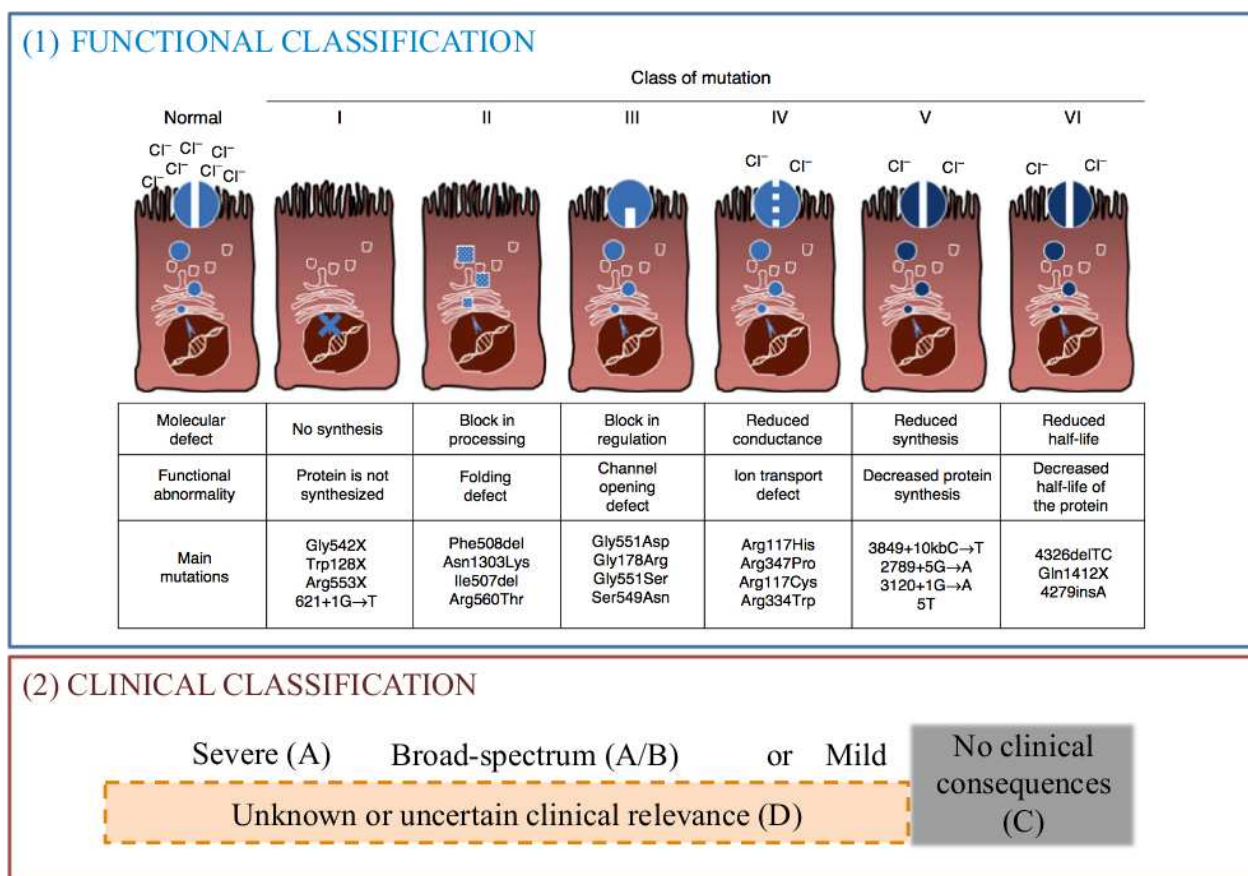 (1) FUNCTIONAL CLASSIFICATION
Class of mutation
Normal I II III IV V VI
Cl⁻ Cl⁻ Cl⁻
Cl⁻ Cl⁻
Cl⁻ Cl⁻
Cl⁻ Cl⁻
Cl⁻ Cl⁻
Cl⁻ Cl⁻
Molecular defect
No synthesis
Block in processing
Block in regulation
Reduced conductance
Reduced synthesis
Reduced half-life
Functional abnormality
Protein is not synthesized
Folding defect
Channel opening defect
Ion transport defect
Decreased protein synthesis
Decreased half-life of the protein
Main mutations
Gly542X
Trp128X
Arg553X
621+1G→T
Phe508del
Asn1303Lys
Ile507del
Arg560Thr
Gly551Asp
Gly178Arg
Gly551Ser
Ser549Asn
Arg117His
Arg347Pro
Arg117Cys
Arg334Trp
3849+10kbC→T
2789+5G→A
3120+1G→A
5T
4326delTC
Gln1412X
4279insA
(2) CLINICAL CLASSIFICATION
Severe (A) Broad-spectrum (A/B) or Mild
Unknown or uncertain clinical relevance (D)
No clinical
consequences
(C)